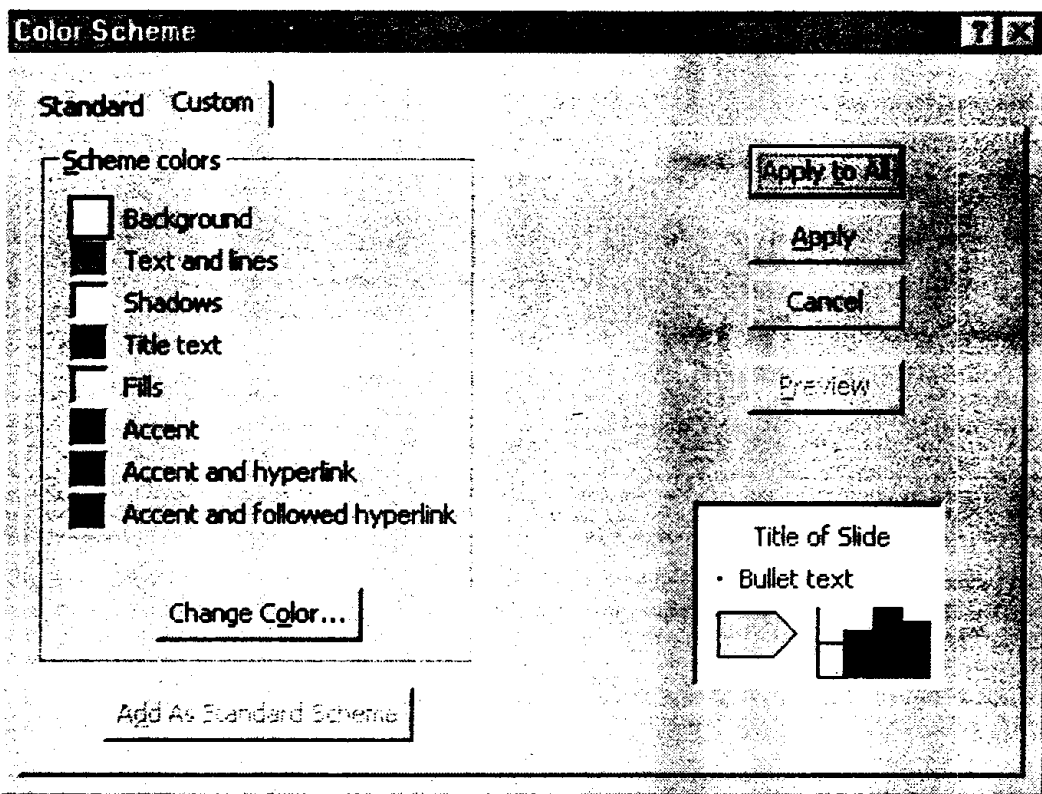 Color Scheme
Standard Custom
Scheme colors
Background
Text and lines
Shadows
Title text
Fills
Accent
Accent and hyperlink
Accent and followed hyperlink
Change Color...
Add As Standard Scheme
Apply to All
Apply
Cancel
Preview
Title of Slide
• Bullet text